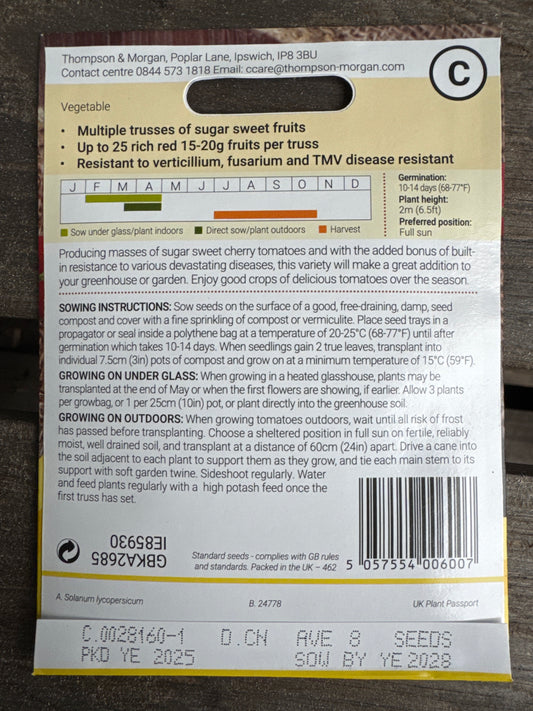 Thompson & Morgan, Poplar Lane, Ipswich, IP8 3BU
Contact centre 0844 573 1818 Email: ccare@thompson-morgan.com
C
Vegetable
• Multiple trusses of sugar sweet fruits
• Up to 25 rich red 15-20g fruits per truss
• Resistant to verticillium, fusarium and TMV disease resistant
J F M A M J J A S O N D
Sow under glass/plant indoors Direct sow/plant outdoors Harvest
Germination:
10-14 days (68-77°F)
Plant height:
2m (6.5ft)
Preferred position:
Full sun
Producing masses of sugar sweet cherry tomatoes and with the added bonus of built-
in resistance to various devastating diseases, this variety will make a great addition to
your greenhouse or garden. Enjoy good crops of delicious tomatoes over the season.
SOWING INSTRUCTIONS: Sow seeds on the surface of a good, free-draining, damp, seed
compost and cover with a fine sprinkling of compost or vermiculite. Place seed trays in a
propagator or seal inside a polythene bag at a temperature of 20-25°C (68-77°F) until after
germination which takes 10-14 days. When seedlings gain 2 true leaves, transplant into
individual 7.5cm (3in) pots of compost and grow on at a minimum temperature of 15°C (59°F).
GROWING ON UNDER GLASS: When growing in a heated glasshouse, plants may be
transplanted at the end of May or when the first flowers are showing, if earlier. Allow 3 plants
per growbag, or 1 per 25cm (10in) pot, or plant directly into the greenhouse soil.
GROWING ON OUTDOORS: When growing tomatoes outdoors, wait until all risk of frost
has passed before transplanting. Choose a sheltered position in full sun on fertile, reliably
moist, well drained soil, and transplant at a distance of 60cm (24in) apart. Drive a cane into
the soil adjacent to each plant to support them as they grow, and tie each main stem to its
support with soft garden twine. Sideshoot regularly. Water
and feed plants regularly with a high potash feed once the
first truss has set.
GBKA2685
IE85930
Standard seeds - complies with GB rules
and standards. Packed in the UK – 462
5 057554 006007
A. Solanum lycopersicum B. 24778 UK Plant Passport
C.0028160-1 D.CN AVE 8 SEEDS
PKD YE 2025 SOW BY YE 2028